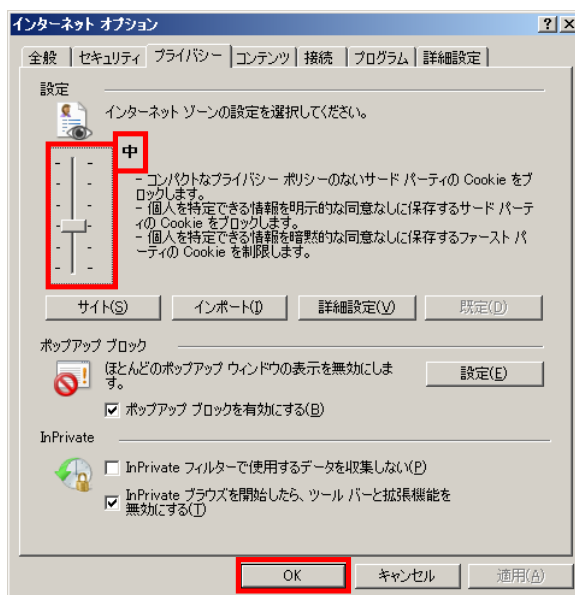 インターネット オプション
全般 セキュリティ プライバシー コンテンツ 接続 プログラム 詳細設定
設定
インターネット ゾーンの設定を選択してください。
中
- コンパクトなプライバシー ポリシーのないサード パーティの Cookie をブ
ロックします。
- 個人を特定できる情報を明示的な同意なしに保存するサード パーテ
ィの Cookie をブロックします。
- 個人を特定できる情報を暗黙的な同意なしに保存するファースト パ
ーティの Cookie を制限します。
サイト(S) インポート(I) 詳細設定(V) 既定(D)
ポップアップ ブロック
ほとんどのポップアップ ウィンドウの表示を無効にしま
す。
設定(E)
ポップアップ ブロックを有効にする(B)
InPrivate
InPrivate フィルターで使用するデータを収集しない(P)
InPrivate ブラウズを開始したら、ツール バーと拡張機能を
無効にする(T)
OK キャンセル 適用(A)